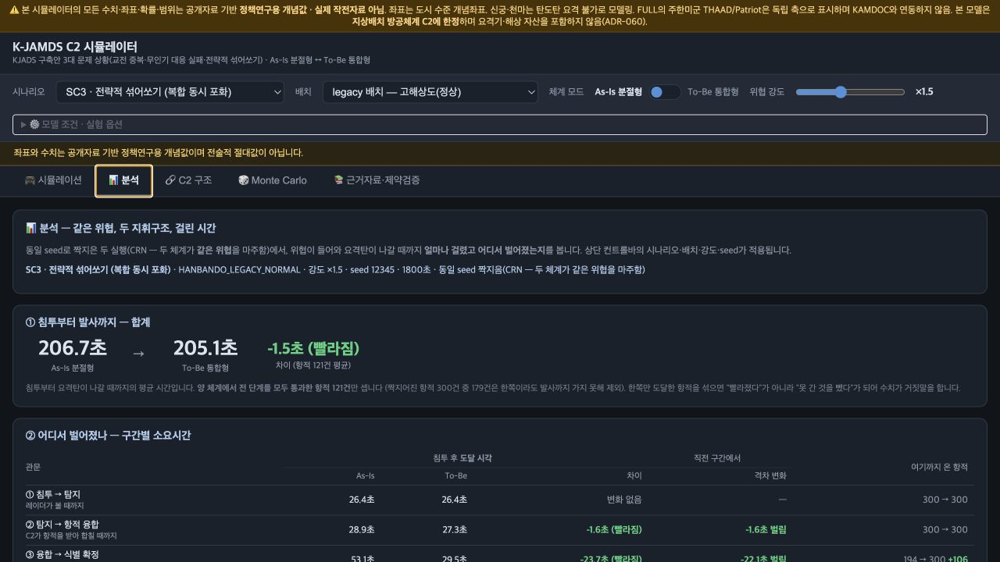 ⚠️ 본 시뮬레이터의 모든 수치·좌표·확률·범위는 공개자료 기반 정책연구용 개념값 · 실제 작전자료 아님. 좌표는 도시 수준 개념좌표. 신궁·천마는 탄도탄 요격 불가로 모델링. FULL의 주한미군 THAAD/Patriot은 독립 축으로 표시하며 KAMDOC와 연동하지 않음. 본 모델은
지상배치 방공체계 C2에 한정하며 요격기·해상 자산을 포함하지 않음(ADR-060).
K-JAMDS C2 시뮬레이터
KJADS 구축안 3대 문제 상황(교전 중복·무인기 대응 실패·전략적 섞어쏘기) · As-Is 분절형 ↔ To-Be 통합형
시나리오 SC3 · 전략적 섞어쏘기 (복합 동시 포화) 배치 legacy 배치 — 고해상도(정상) 체계 모드 As-Is 분절형 To-Be 통합형 위협 강도 ×1.5
▶ ⚙️ 모델 조건 · 실험 옵션
좌표와 수치는 공개자료 기반 정책연구용 개념값이며 전술적 절대값이 아닙니다.
🎮 시뮬레이션 📊 분석 🔗 C2 구조 🎲 Monte Carlo 📚 근거자료·제약검증
📊 분석 — 같은 위협, 두 지휘구조, 걸린 시간
동일 seed로 짝지은 두 실행(CRN — 두 체계가 같은 위협을 마주함)에서, 위협이 들어와 요격탄이 나갈 때까지 얼마나 걸렸고 어디서 벌어졌는지를 봅니다. 상단 컨트롤바의 시나리오·배치·강도·seed가 적용됩니다.
SC3 · 전략적 섞어쏘기 (복합 동시 포화) · HANBANDO_LEGACY_NORMAL · 강도 ×1.5 · seed 12345 · 1800초 · 동일 seed 짝지음(CRN — 두 체계가 같은 위협을 마주함)
① 침투부터 발사까지 — 합계
206.7초 → 205.1초 -1.5초 (빨라짐)
As-Is 분절형 To-Be 통합형 차이 (항적 121건 평균)
침투부터 요격탄이 나갈 때까지의 평균 시간입니다. 양 체계에서 전 단계를 모두 통과한 항적 121건만 셉니다 (짝지어진 항적 300건 중 179건은 한쪽이라도 발사까지 가지 못해 제외). 한쪽만 도달한 항적을 섞으면 "빨라졌다"가 아니라 "못 간 것을 뺐다"가 되어 수치가 거짓말을 합니다.
② 어디서 벌어졌나 — 구간별 소요시간
관문 침투 후 도달 시각 직전 구간에서 여기까지 온 항적
As-Is To-Be 차이 격차 변화
① 침투 → 탐지 26.4초 26.4초 변화 없음 — 300 → 300
레이더가 볼 때까지
② 탐지 → 항적 융합 28.9초 27.3초 -1.6초 (빨라짐) -1.6초 벌림 300 → 300
C2가 항적을 받아 합칠 때까지
③ 융합 → 식별 확정 53.1초 29.5초 -23.7초 (빨라짐) -22.1초 벌림 194 → 300 +106